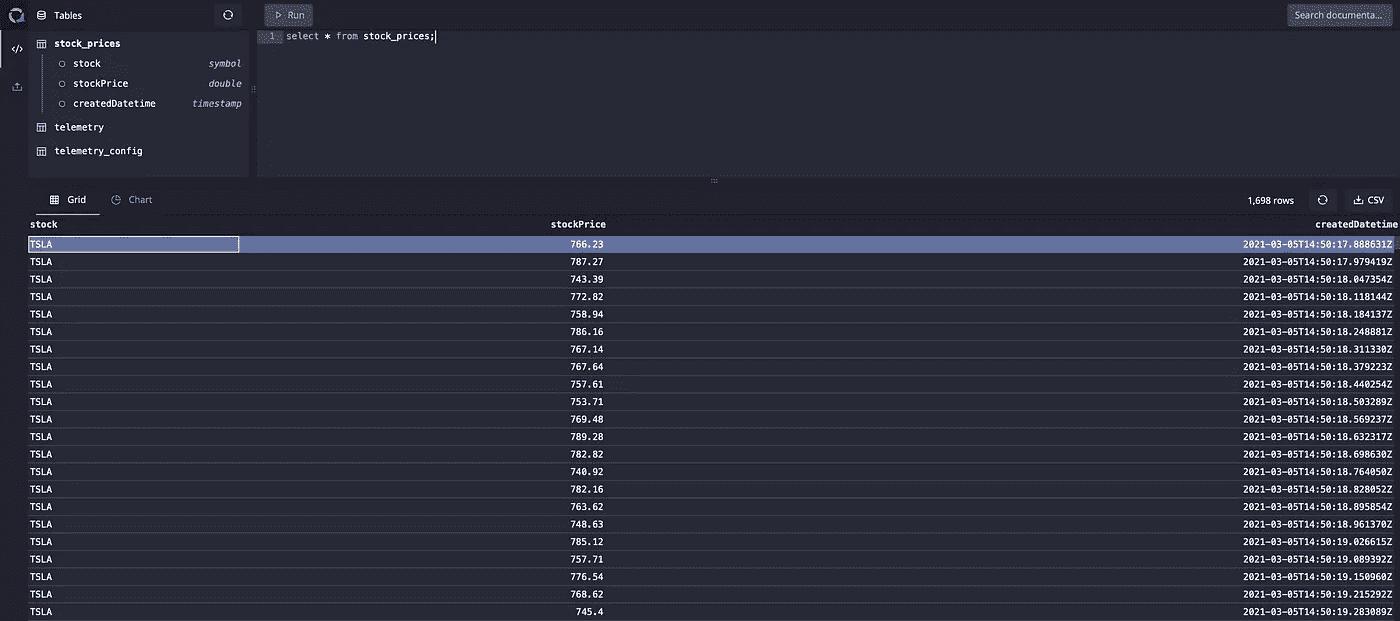 Tables
Run
Search documenta...
stock_prices
stock symbol
stockPrice double
createdDatetime timestamp
telemetry
telemetry_config
1 select * from stock_prices;
Grid Chart 1,698 rows CSV
stock stockPrice createdDatetime
TSLA 766.23 2021-03-05T14:50:17.888631Z
TSLA 787.27 2021-03-05T14:50:17.979419Z
TSLA 743.39 2021-03-05T14:50:18.047354Z
TSLA 772.82 2021-03-05T14:50:18.118144Z
TSLA 758.94 2021-03-05T14:50:18.184137Z
TSLA 786.16 2021-03-05T14:50:18.248881Z
TSLA 767.14 2021-03-05T14:50:18.311330Z
TSLA 767.64 2021-03-05T14:50:18.379223Z
TSLA 757.61 2021-03-05T14:50:18.440254Z
TSLA 753.71 2021-03-05T14:50:18.503289Z
TSLA 769.48 2021-03-05T14:50:18.569237Z
TSLA 789.28 2021-03-05T14:50:18.632317Z
TSLA 782.82 2021-03-05T14:50:18.698630Z
TSLA 740.92 2021-03-05T14:50:18.764050Z
TSLA 782.16 2021-03-05T14:50:18.828052Z
TSLA 763.62 2021-03-05T14:50:18.895854Z
TSLA 748.63 2021-03-05T14:50:18.961370Z
TSLA 785.12 2021-03-05T14:50:19.026615Z
TSLA 757.71 2021-03-05T14:50:19.089392Z
TSLA 776.54 2021-03-05T14:50:19.150960Z
TSLA 768.62 2021-03-05T14:50:19.215292Z
TSLA 745.4 2021-03-05T14:50:19.283089Z